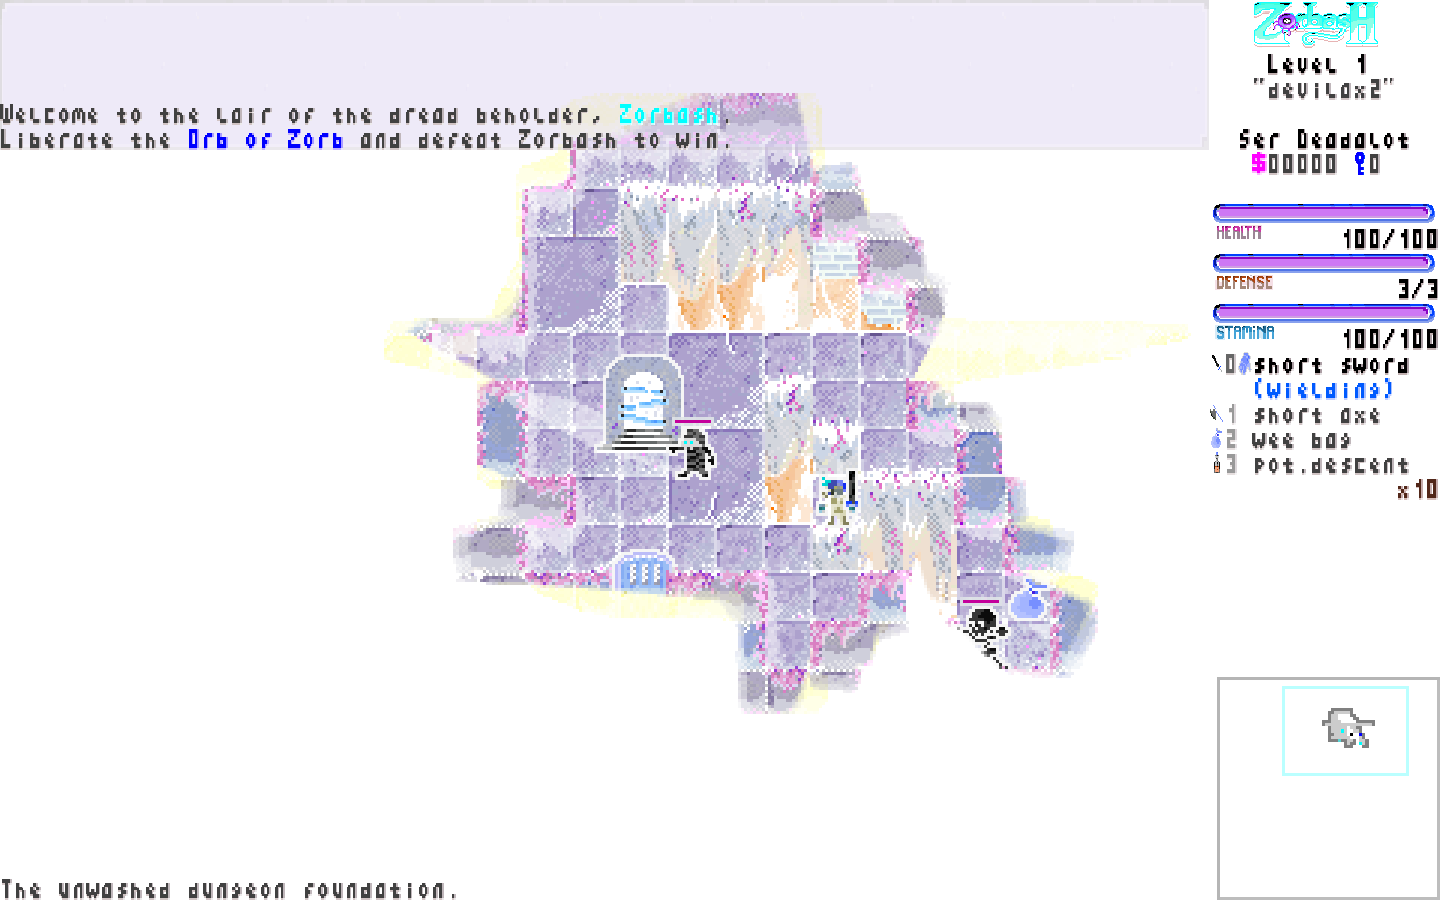 Welcome to the lair of the dread beholder, Zorbash.
Liberate the Orb of Zorb and defeat Zorbash to win.
ZorbasH
Level 1
"devilax2"
Ser Deadalot
$00000 0
HEALTH 100/100
DEFENSE 3/3
STAMINA 100/100
0 short sword
(wielding)
1 short axe
2 wee bag
3 pot.descent
x10
The unwashed dungeon foundation.